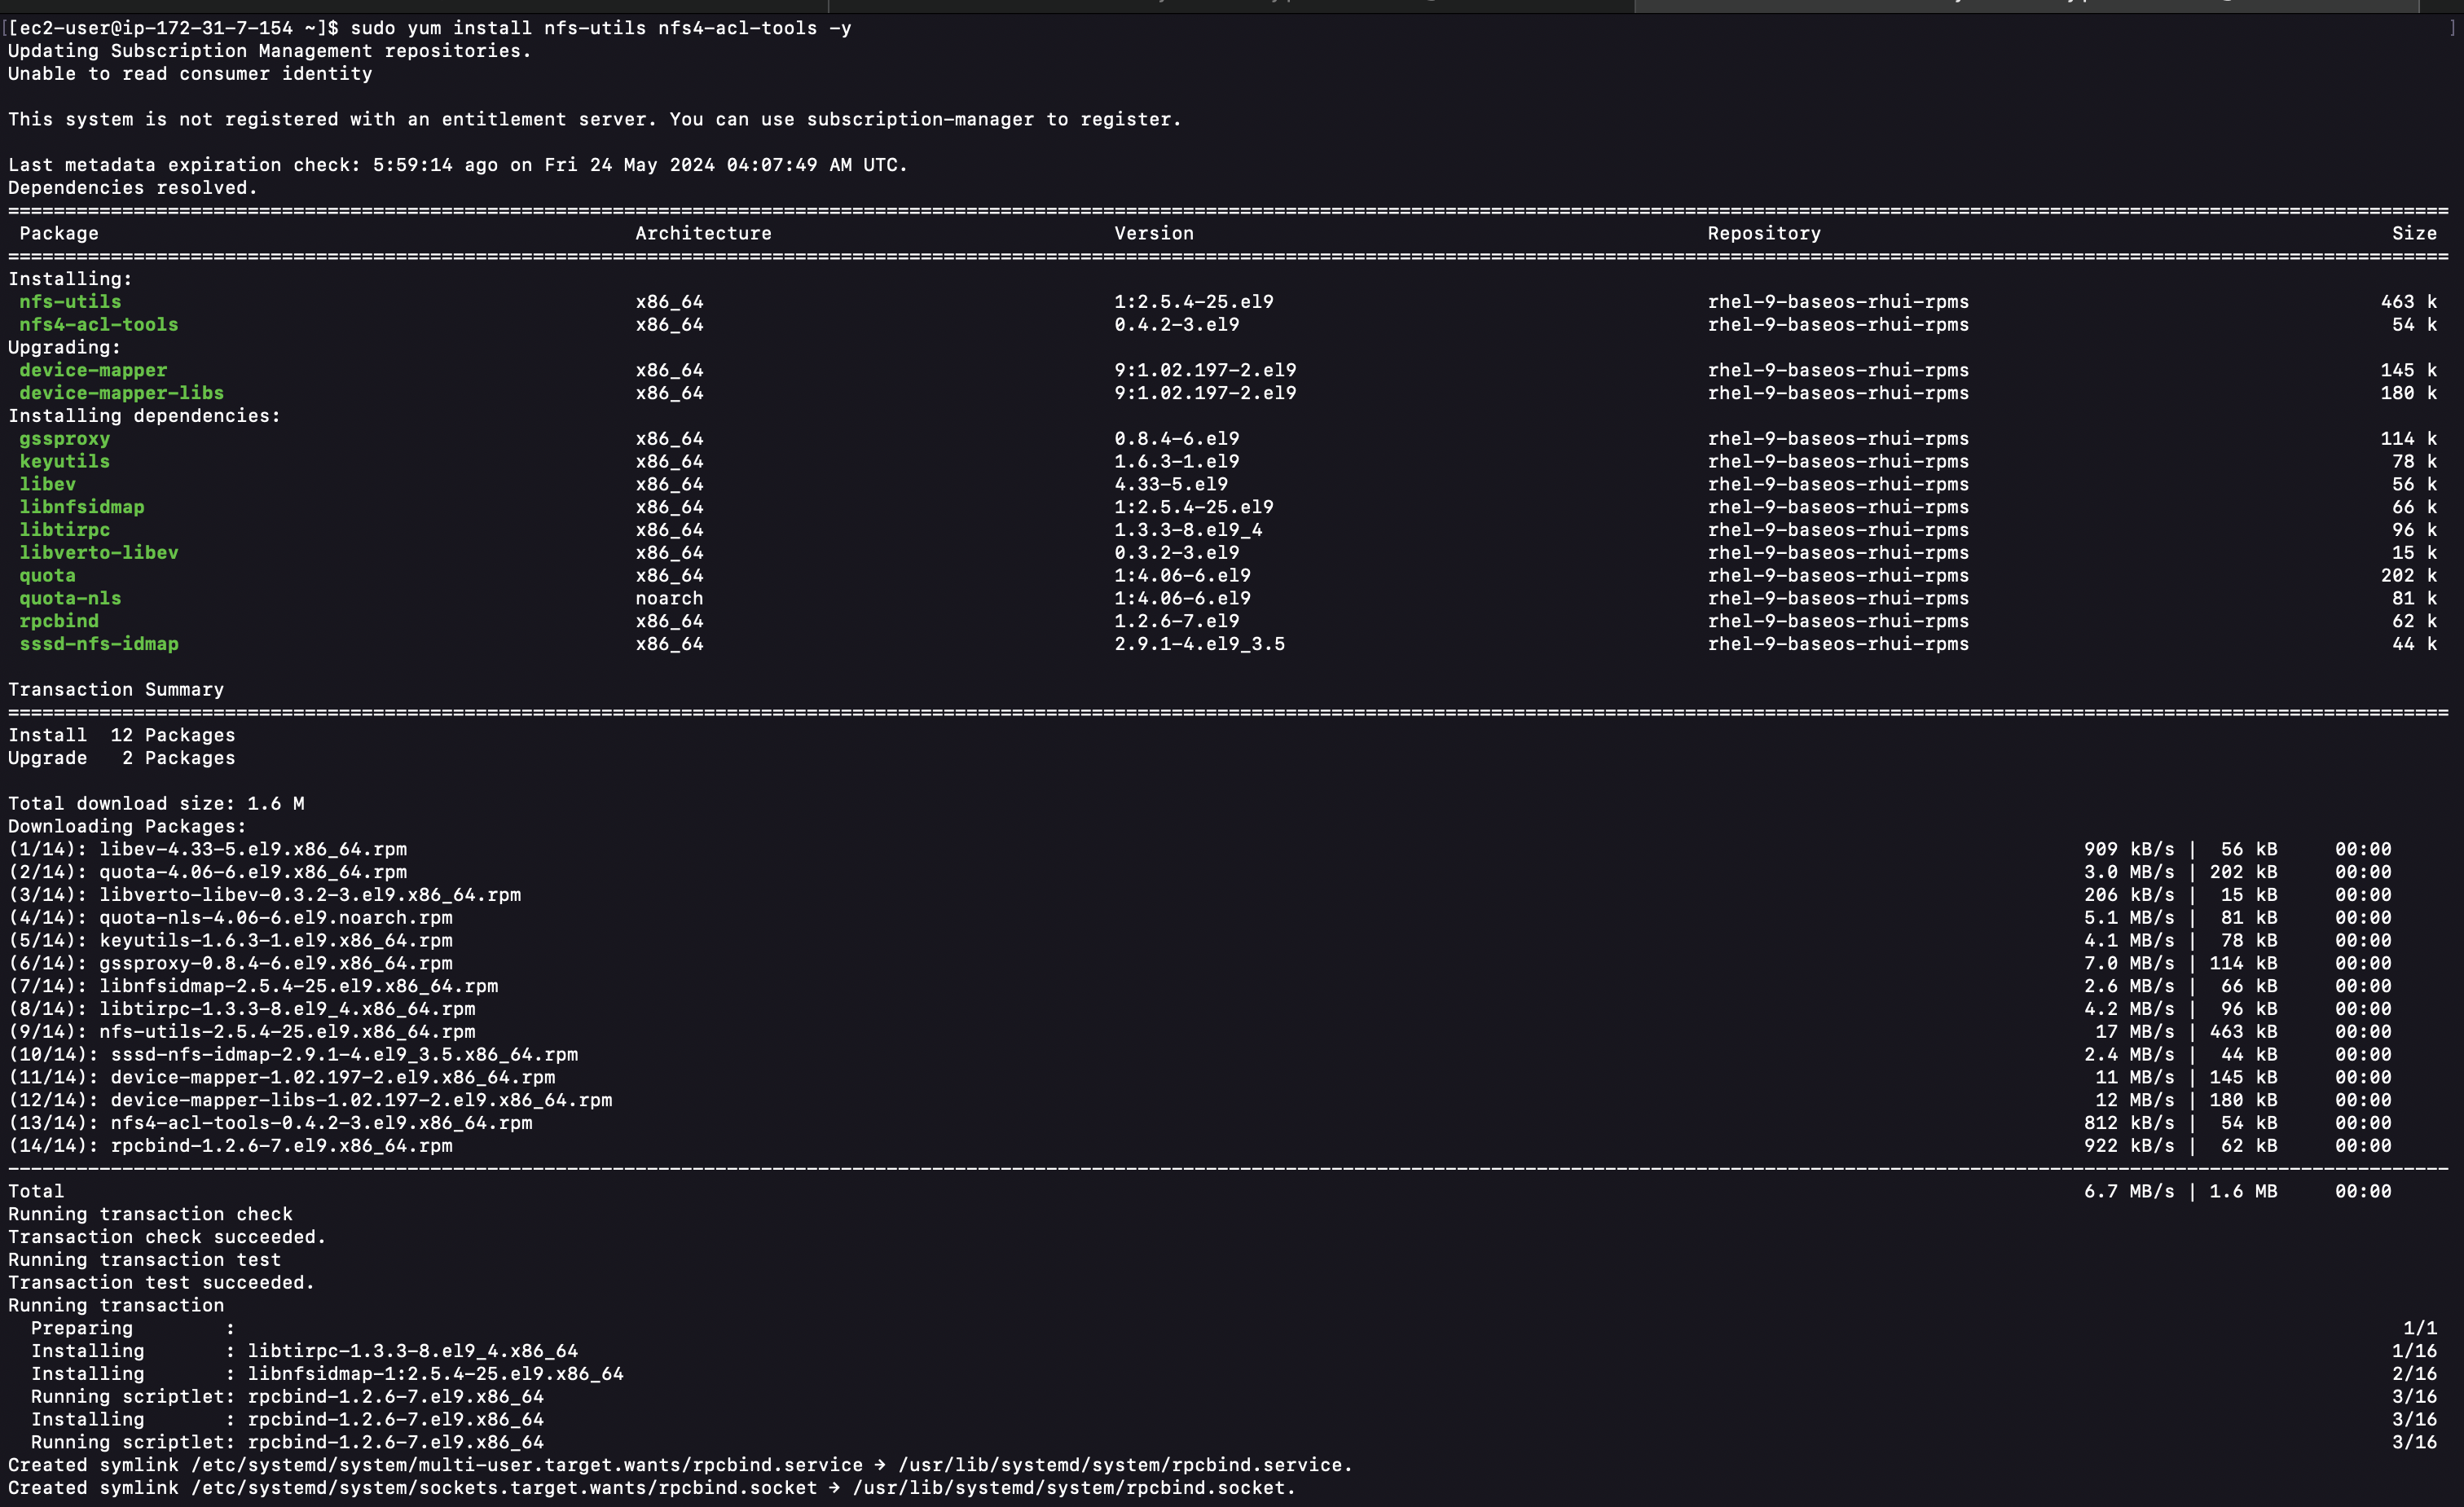 [ec2-user@ip-172-31-7-154 ~]$ sudo yum install nfs-utils nfs4-acl-tools -y
Updating Subscription Management repositories.
Unable to read consumer identity
This system is not registered with an entitlement server. You can use subscription-manager to register.
Last metadata expiration check: 5:59:14 ago on Fri 24 May 2024 04:07:49 AM UTC.
Dependencies resolved.
================================================================================
Package Architecture Version Repository Size
================================================================================
Installing:
nfs-utils x86_64 1:2.5.4-25.el9 rhel-9-baseos-rhui-rpms 463 k
nfs4-acl-tools x86_64 0.4.2-3.el9 rhel-9-baseos-rhui-rpms 54 k
Upgrading:
device-mapper x86_64 9:1.02.197-2.el9 rhel-9-baseos-rhui-rpms 145 k
device-mapper-libs x86_64 9:1.02.197-2.el9 rhel-9-baseos-rhui-rpms 180 k
Installing dependencies:
gssproxy x86_64 0.8.4-6.el9 rhel-9-baseos-rhui-rpms 114 k
keyutils x86_64 1.6.3-1.el9 rhel-9-baseos-rhui-rpms 78 k
libev x86_64 4.33-5.el9 rhel-9-baseos-rhui-rpms 56 k
libnfsidmap x86_64 1:2.5.4-25.el9 rhel-9-baseos-rhui-rpms 66 k
libtirpc x86_64 1.3.3-8.el9_4 rhel-9-baseos-rhui-rpms 96 k
libverto-libev x86_64 0.3.2-3.el9 rhel-9-baseos-rhui-rpms 15 k
quota x86_64 1:4.06-6.el9 rhel-9-baseos-rhui-rpms 202 k
quota-nls noarch 1:4.06-6.el9 rhel-9-baseos-rhui-rpms 81 k
rpcbind x86_64 1.2.6-7.el9 rhel-9-baseos-rhui-rpms 62 k
sssd-nfs-idmap x86_64 2.9.1-4.el9_3.5 rhel-9-baseos-rhui-rpms 44 k
Transaction Summary
================================================================================
Install 12 Packages
Upgrade 2 Packages
Total download size: 1.6 M
Downloading Packages:
(1/14): libev-4.33-5.el9.x86_64.rpm 909 kB/s | 56 kB 00:00
(2/14): quota-4.06-6.el9.x86_64.rpm 3.0 MB/s | 202 kB 00:00
(3/14): libverto-libev-0.3.2-3.el9.x86_64.rpm 206 kB/s | 15 kB 00:00
(4/14): quota-nls-4.06-6.el9.noarch.rpm 5.1 MB/s | 81 kB 00:00
(5/14): keyutils-1.6.3-1.el9.x86_64.rpm 4.1 MB/s | 78 kB 00:00
(6/14): gssproxy-0.8.4-6.el9.x86_64.rpm 7.0 MB/s | 114 kB 00:00
(7/14): libnfsidmap-2.5.4-25.el9.x86_64.rpm 2.6 MB/s | 66 kB 00:00
(8/14): libtirpc-1.3.3-8.el9_4.x86_64.rpm 4.2 MB/s | 96 kB 00:00
(9/14): nfs-utils-2.5.4-25.el9.x86_64.rpm 17 MB/s | 463 kB 00:00
(10/14): sssd-nfs-idmap-2.9.1-4.el9_3.5.x86_64.rpm 2.4 MB/s | 44 kB 00:00
(11/14): device-mapper-1.02.197-2.el9.x86_64.rpm 11 MB/s | 145 kB 00:00
(12/14): device-mapper-libs-1.02.197-2.el9.x86_64.rpm 12 MB/s | 180 kB 00:00
(13/14): nfs4-acl-tools-0.4.2-3.el9.x86_64.rpm 812 kB/s | 54 kB 00:00
(14/14): rpcbind-1.2.6-7.el9.x86_64.rpm 922 kB/s | 62 kB 00:00
--------------------------------------------------------------------------------
Total 6.7 MB/s | 1.6 MB 00:00
Running transaction check
Transaction check succeeded.
Running transaction test
Transaction test succeeded.
Running transaction
Preparing : 1/1
Installing : libtirpc-1.3.3-8.el9_4.x86_64 1/16
Installing : libnfsidmap-1:2.5.4-25.el9.x86_64 2/16
Running scriptlet: rpcbind-1.2.6-7.el9.x86_64 3/16
Installing : rpcbind-1.2.6-7.el9.x86_64 3/16
Running scriptlet: rpcbind-1.2.6-7.el9.x86_64 3/16
Created symlink /etc/systemd/system/multi-user.target.wants/rpcbind.service → /usr/lib/systemd/system/rpcbind.service.
Created symlink /etc/systemd/system/sockets.target.wants/rpcbind.socket → /usr/lib/systemd/system/rpcbind.socket.